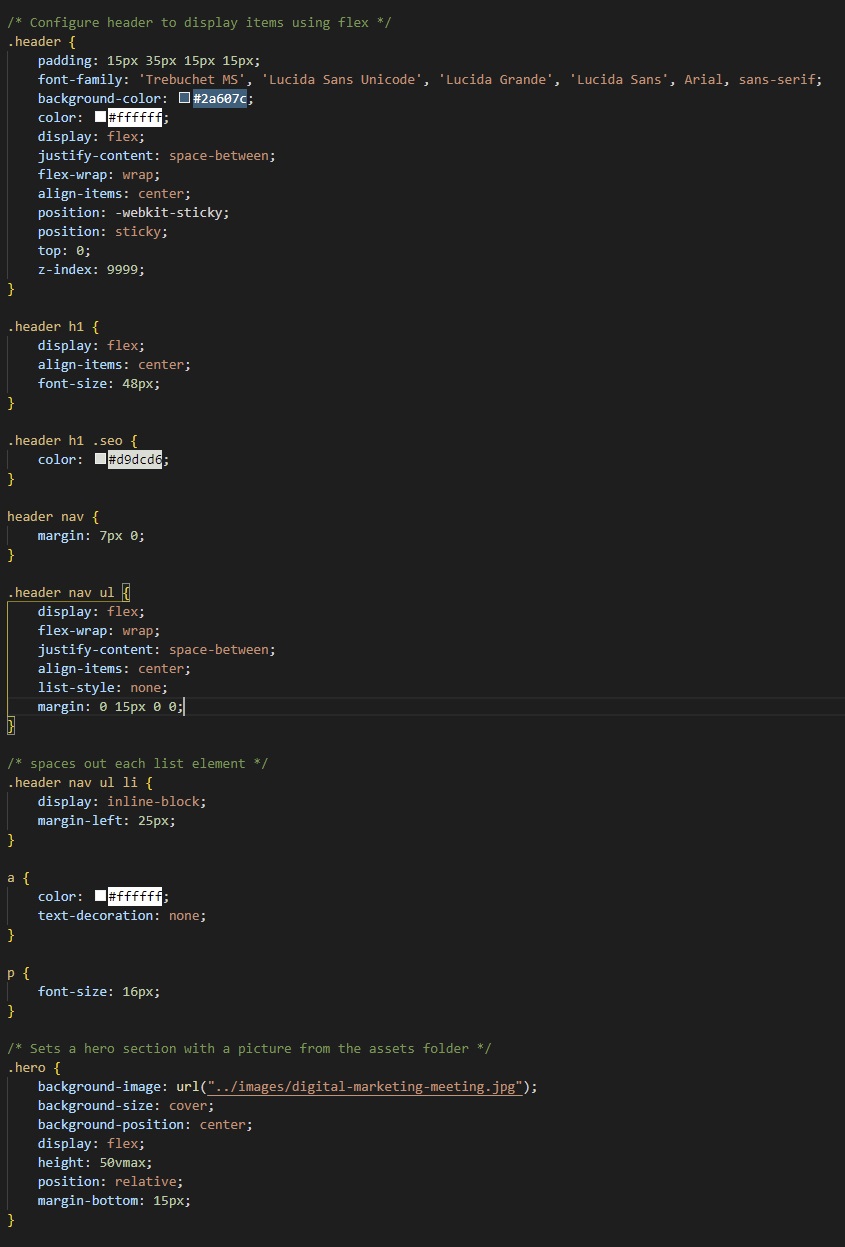 /* Configure header to display items using flex */
.header {
    padding: 15px 35px 15px 15px;
    font-family: 'Trebuchet MS', 'Lucida Sans Unicode', 'Lucida Grande', 'Lucida Sans', Arial, sans-serif;
    background-color: #2a607c;
    color: #ffffff;
    display: flex;
    justify-content: space-between;
    flex-wrap: wrap;
    align-items: center;
    position: -webkit-sticky;
    position: sticky;
    top: 0;
    z-index: 9999;
}

.header h1 {
    display: flex;
    align-items: center;
    font-size: 48px;
}

.header h1 .seo {
    color: #d9dcd6;
}

header nav {
    margin: 7px 0;
}

.header nav ul {
    display: flex;
    flex-wrap: wrap;
    justify-content: space-between;
    align-items: center;
    list-style: none;
    margin: 0 15px 0 0;
}

/* spaces out each list element */
.header nav ul li {
    display: inline-block;
    margin-left: 25px;
}

a {
    color: #ffffff;
    text-decoration: none;
}

p {
    font-size: 16px;
}

/* Sets a hero section with a picture from the assets folder */
.hero {
    background-image: url("../images/digital-marketing-meeting.jpg");
    background-size: cover;
    background-position: center;
    display: flex;
    height: 50vmax;
    position: relative;
    margin-bottom: 15px;
}